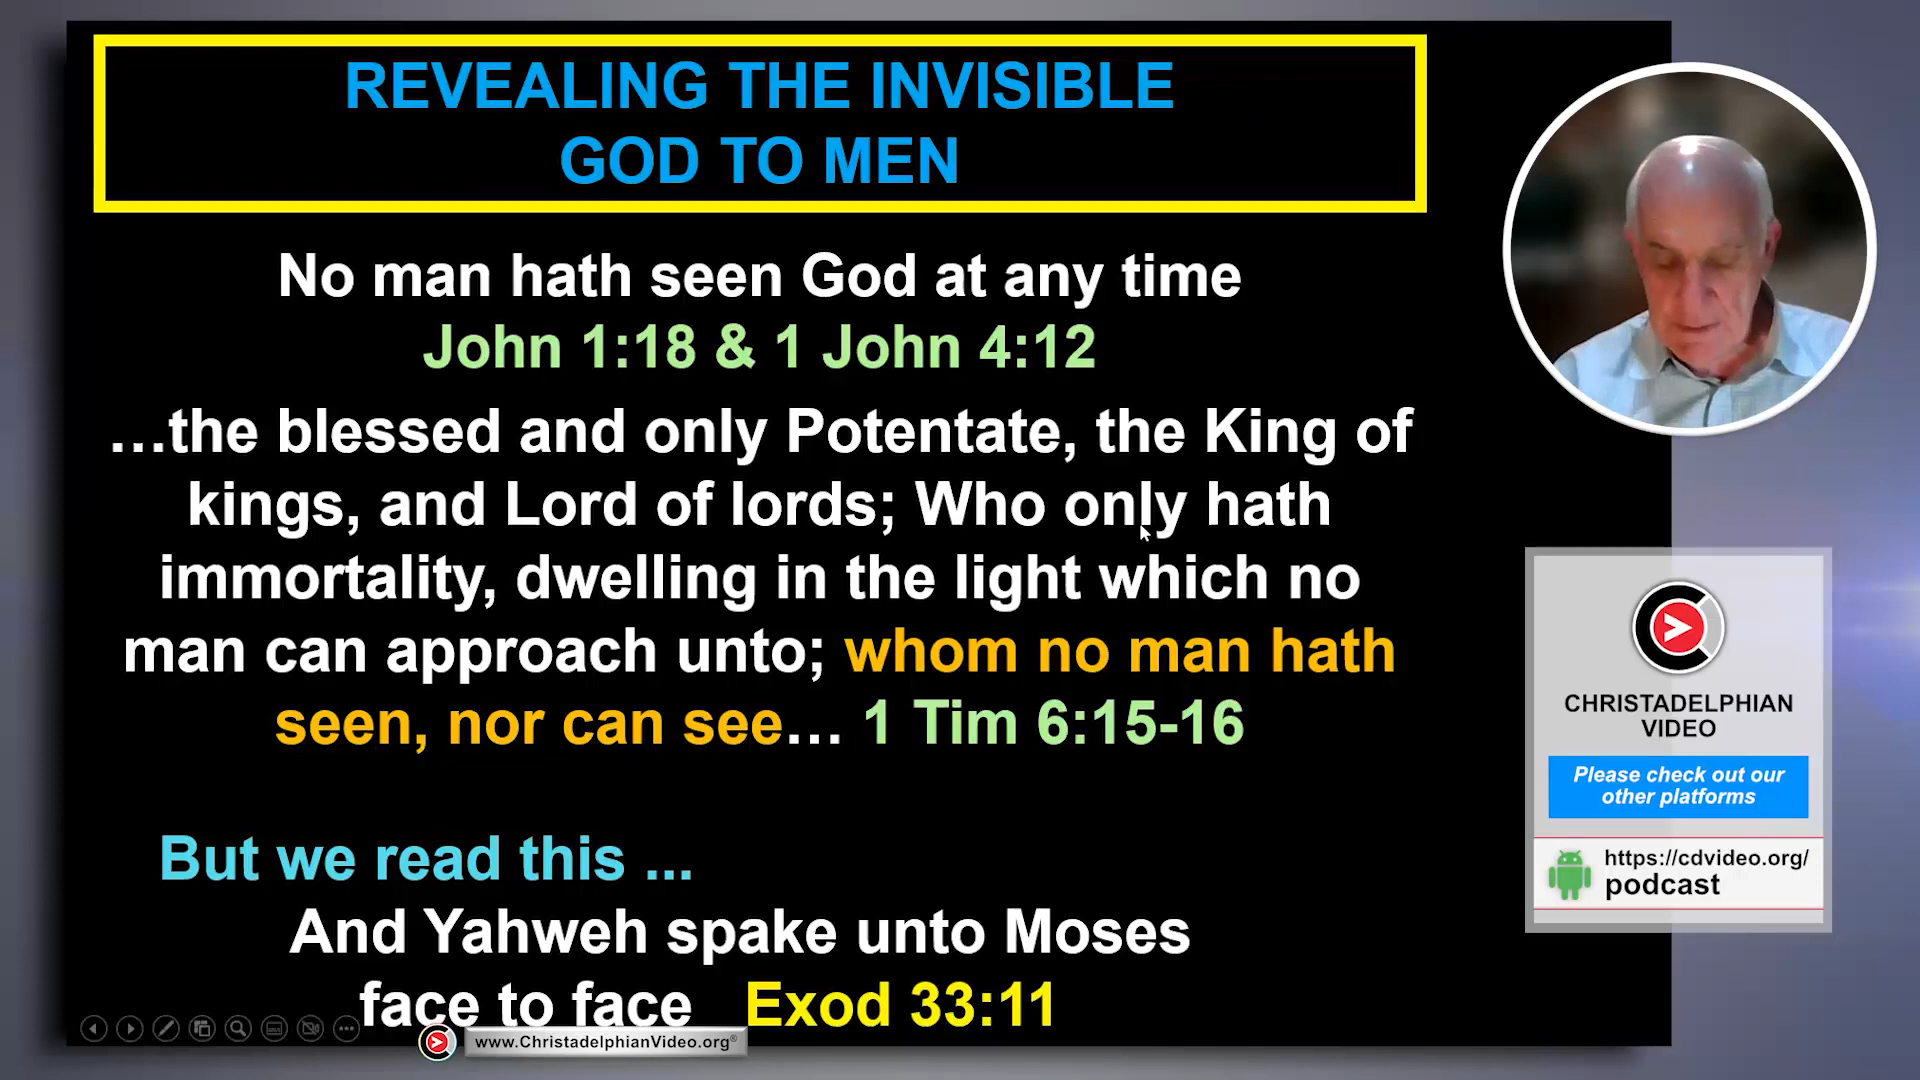 REVEALING THE INVISIBLE
GOD TO MEN
No man hath seen God at any time
John 1:18 & 1 John 4:12
…the blessed and only Potentate, the King of
kings, and Lord of lords; Who only hath
immortality, dwelling in the light which no
man can approach unto; whom no man hath
seen, nor can see… 1 Tim 6:15-16
But we read this ...
And Yahweh spake unto Moses
face to face Exod 33:11
www.ChristadelphianVideo.org®
CHRISTADELPHIAN
VIDEO
Please check out our
other platforms
https://cdvideo.org/
podcast